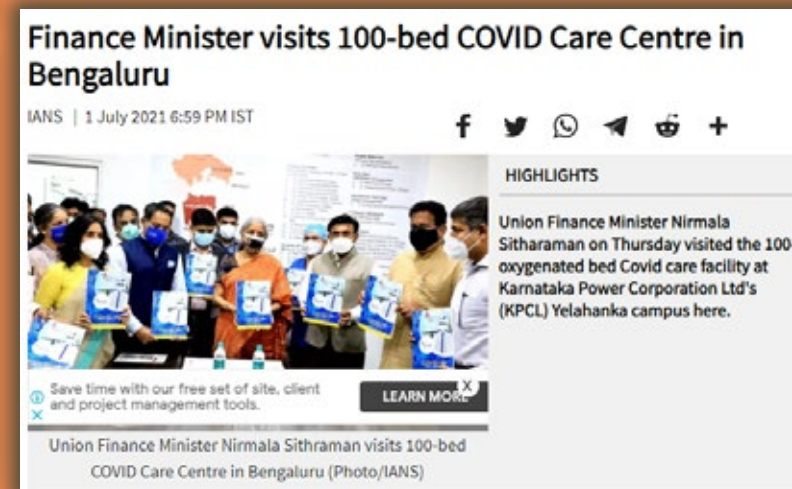 Finance Minister visits 100-bed COVID Care Centre in
Bengaluru
IANS | 1 July 2021 6:59 PM IST
HIGHLIGHTS
Union Finance Minister Nirmala
Sitharaman on Thursday visited the 100-
oxygenated bed Covid care facility at
Karnataka Power Corporation Ltd's
(KPCL) Yelahanka campus here.
Save time with our free set of site, client
and project management tools.
LEARN MORE
X
Union Finance Minister Nirmala Sithraman visits 100-bed
COVID Care Centre in Bengaluru (Photo/IANS)